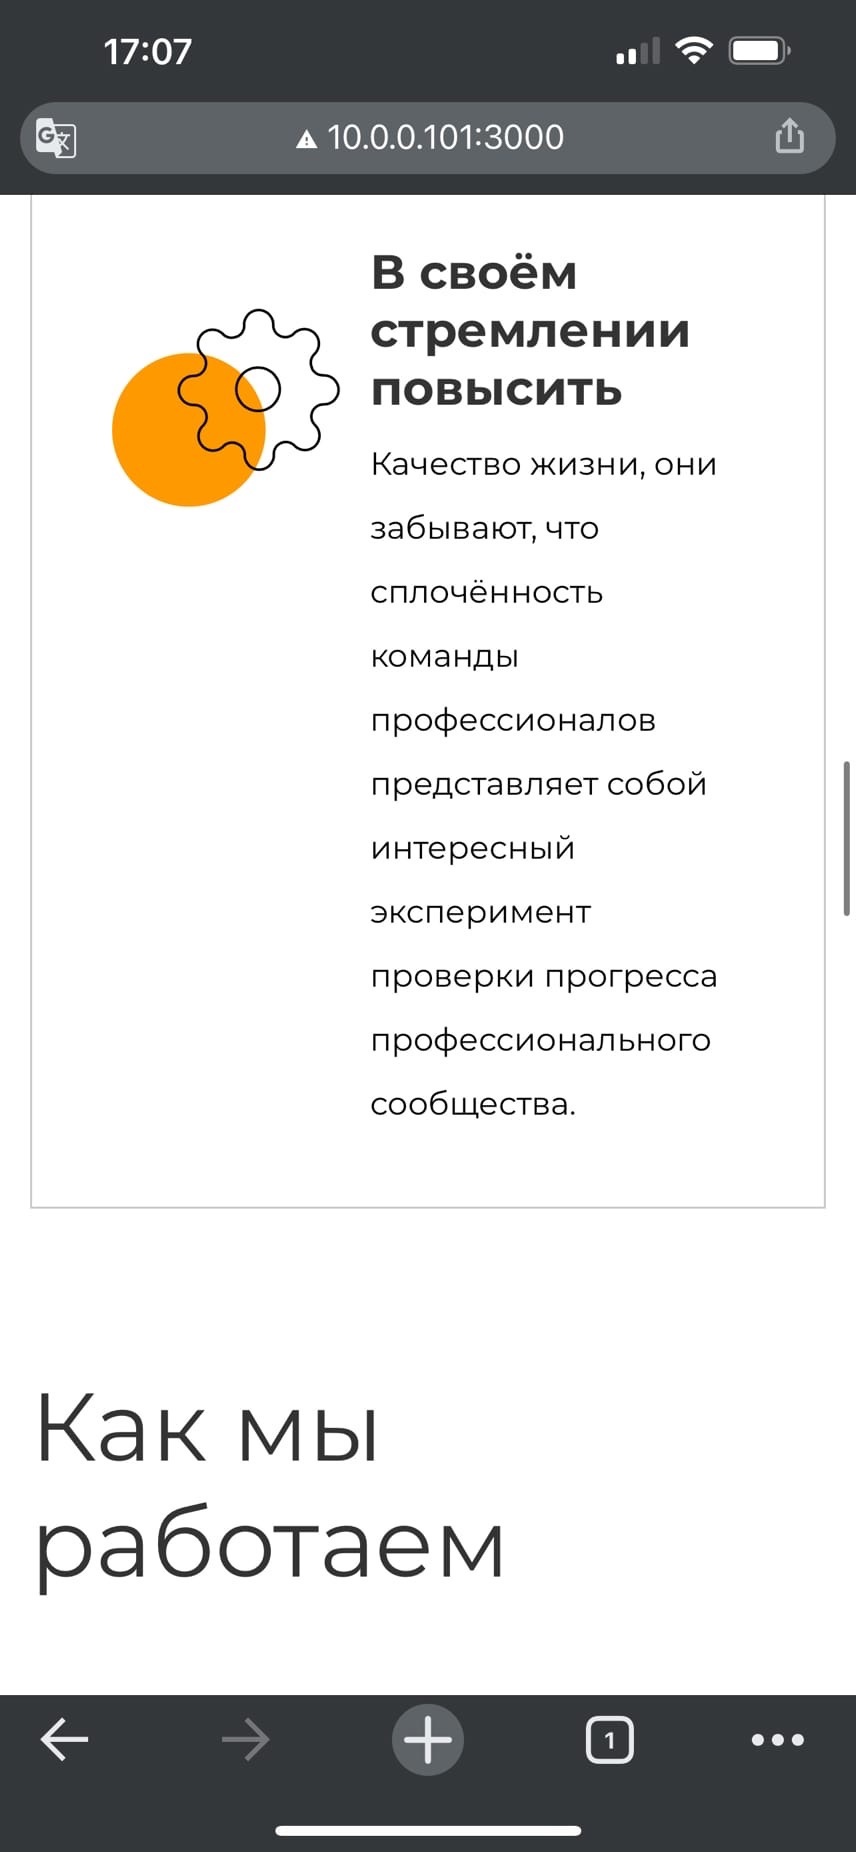 17:07
10.0.0.101:3000
В своём
стремлении
повысить
Качество жизни, они
забывают, что
сплочённость
команды
профессионалов
представляет собой
интересный
эксперимент
проверки прогресса
профессионального
сообщества.
Как мы
работаем
1